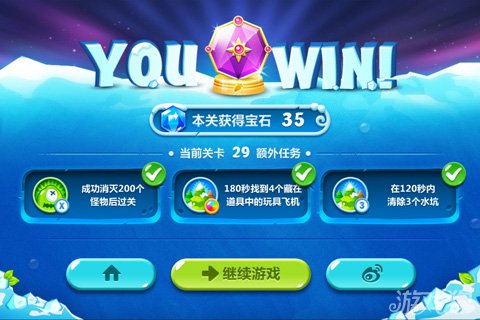 YOU WIN!
本关获得宝石 35
当前关卡 29 额外任务
成功消灭200个
怪物后过关
X
180秒找到4个藏在
道具中的玩具飞机
在120秒内
清除3个水坑
3
继续游戏